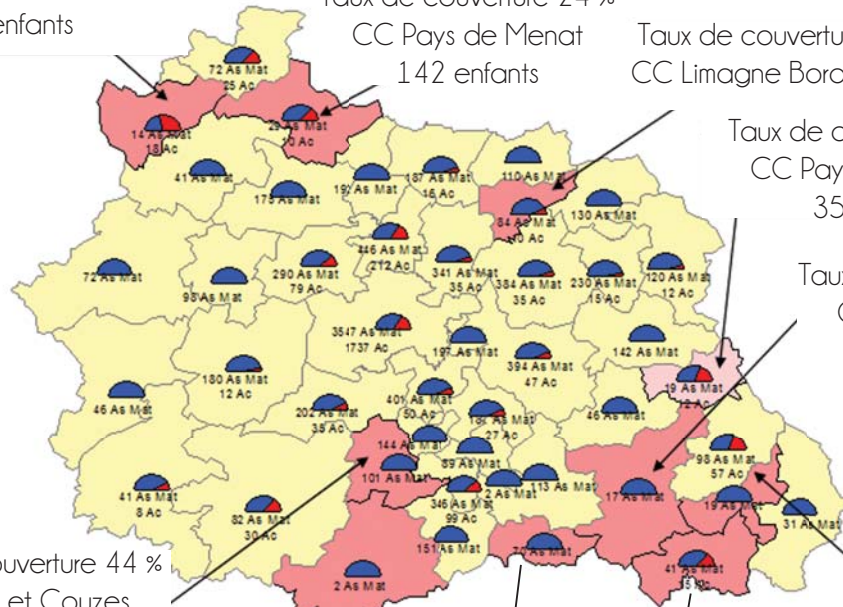 enfants
Taux de couverture 24 %
CC Pays de Menat
142 enfants
Taux de couvertu
CC Limagne Bord
Taux de c
CC Pay
35
Taux
72 As Mat
25 Ac
14 As Mat
18 Ac
29 As Mat
10 Ac
41 As Mat
175 As Mat
192 As Mat
187 As Mat
16 Ac
110 As Mat
84 As Mat
10 Ac
130 As Mat
72 As Mat
98 As Mat
290 As Mat
79 Ac
446 As Mat
212 Ac
341 As Mat
35 Ac
384 As Mat
35 Ac
230 As Mat
15 Ac
120 As Mat
12 Ac
3547 As Mat
1737 Ac
197 As Mat
394 As Mat
47 Ac
142 As Mat
19 As Mat
46 As Mat
180 As Mat
12 Ac
202 As Mat
35 Ac
401 As Mat
50 Ac
As Mat
27 Ac
46 As Mat
144 As Mat
89 As Mat
98 As Mat
57 Ac
41 As Mat
8 Ac
82 As Mat
30 Ac
101 As Mat
346 As Mat
99 Ac
2 As Mat
113 As Mat
17 As Mat
19 As Mat
31 As Mat
151 As Mat
70 As Mat
41 As Mat
15 Ac
2 As Mat
ouverture 44 %
et Couzes